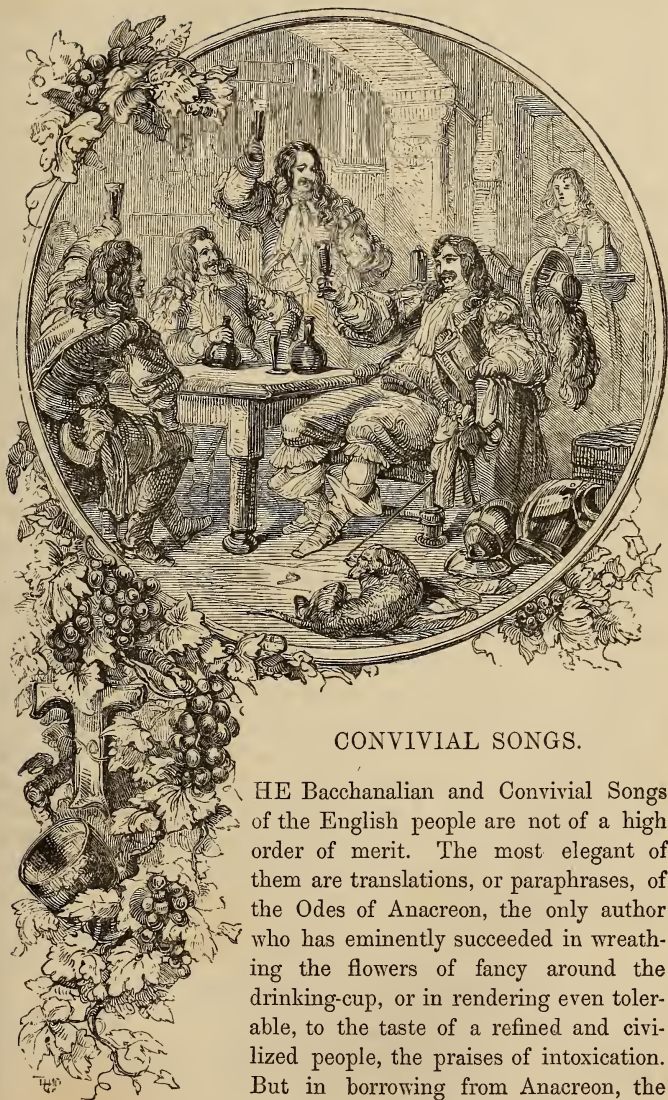 CONVIVIAL SONGS.
THE Bacchanalian and Convivial Songs
of the English people are not of a high
order of merit. The most elegant of
them are translations, or paraphrases, of
the Odes of Anacreon, the only author
who has eminently succeeded in wreath-
ing the flowers of fancy around the
drinking-cup, or in rendering even toler-
able, to the taste of a refined and civi-
lized people, the praises of intoxication.
But in borrowing from Anacreon, the